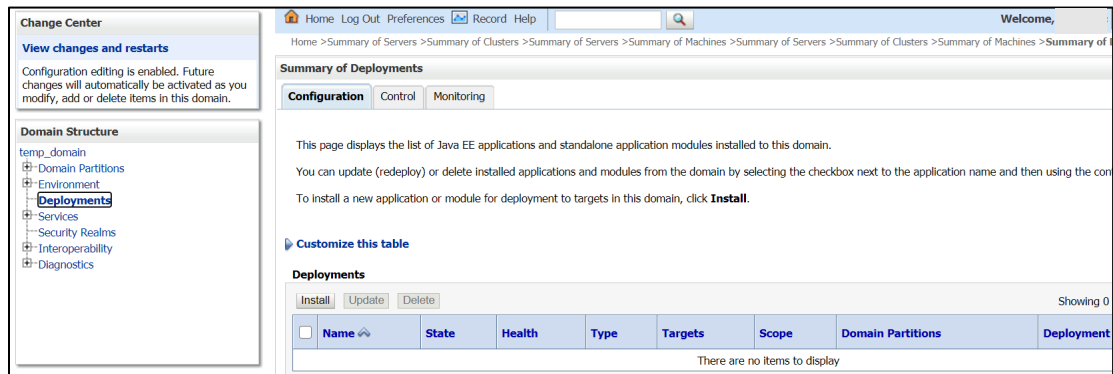 Change Center
View changes and restarts
Configuration editing is enabled. Future
changes will automatically be activated as you
modify, add or delete items in this domain.
Domain Structure
temp_domain
Domain Partitions
Environment
Deployments
Services
Security Realms
Interoperability
Diagnostics
Home Log Out Preferences Record Help
Welcome,
Home >Summary of Servers >Summary of Clusters >Summary of Servers >Summary of Machines >Summary of Servers >Summary of Clusters >Summary of Machines >Summary of
Summary of Deployments
Configuration Control Monitoring
This page displays the list of Java EE applications and standalone application modules installed to this domain.
You can update (redeploy) or delete installed applications and modules from the domain by selecting the checkbox next to the application name and then using the
To install a new application or module for deployment to targets in this domain, click Install.
Customize this table
Deployments
Install Update Delete Showing 0
Name State Health Type Targets Scope Domain Partitions Deployment
There are no items to display